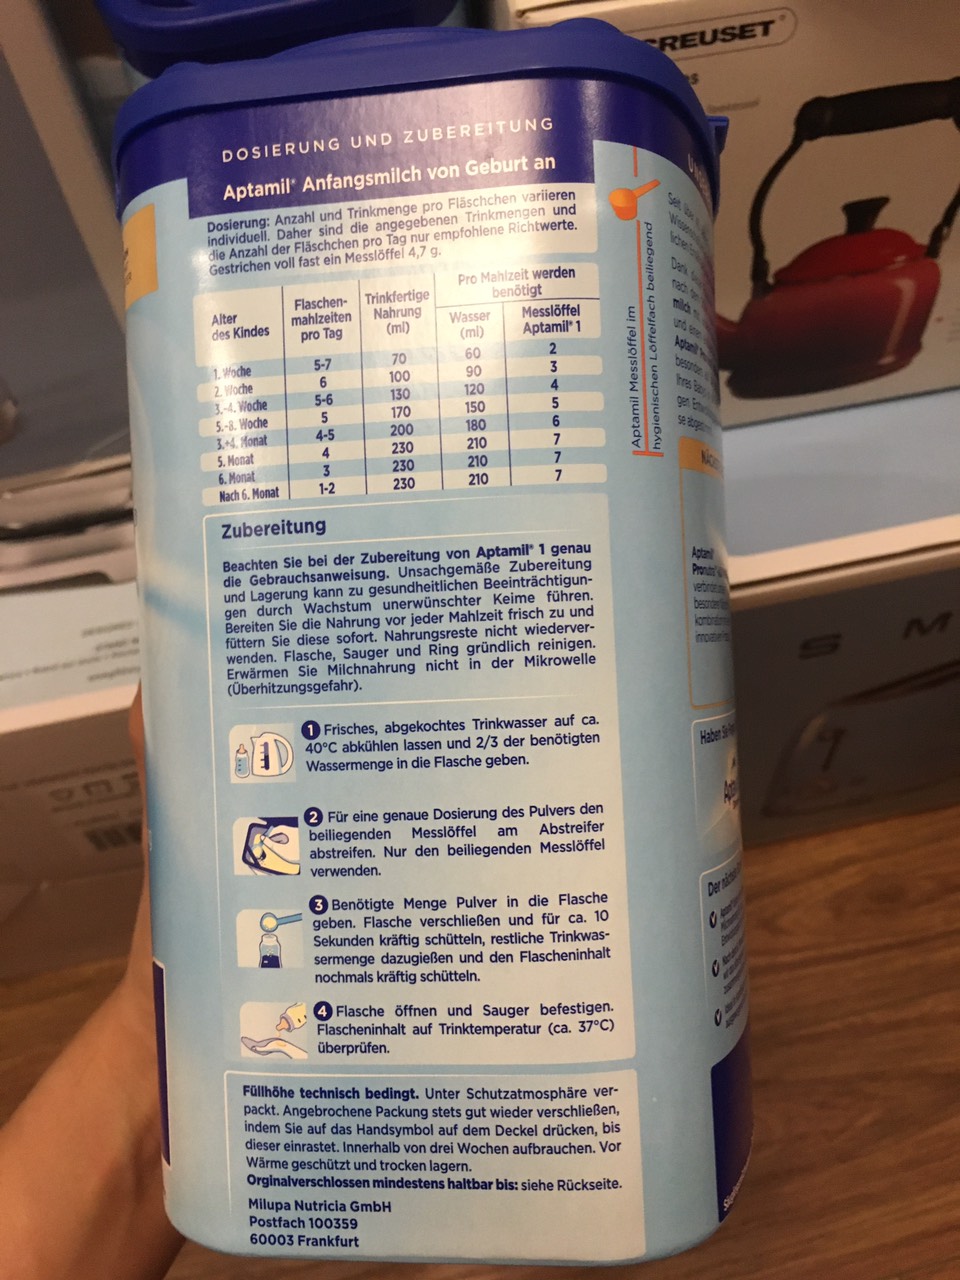 CREUSET
DOSIERUNG UND ZUBEREITUNG
Aptamil® Anfangsmilch von Geburt an
Dosierung: Anzahl und Trinkmenge pro Fläschchen variieren
individuell. Daher sind die angegebenen Trinkmengen und
die Anzahl der Fläschchen pro Tag nur empfohlene Richtwerte.
Gestrichen voll fast ein Messlöffel 4,7 g.
Alter des Kindes Flaschen-mahlzeiten pro Tag Trinkfertige Nahrung (ml) Pro Mahlzeit werden benötigt Wasser (ml) Messlöffel Aptamil® 1
1. Woche 5-7 70 60 2
2. Woche 6 100 90 3
3.-4. Woche 5-6 130 120 4
5.-8. Woche 5 170 150 5
3.+4. Monat 4-5 200 180 6
5. Monat 4 230 210 7
6. Monat 3 230 210 7
Nach 6. Monat 1-2 230 210 7
Aptamil Messlöffel im
hygienischen Löffelfach beiliegend
Zubereitung
Beachten Sie bei der Zubereitung von Aptamil® 1 genau
die Gebrauchsanweisung. Unsachgemäße Zubereitung
und Lagerung kann zu gesundheitlichen Beeinträchtigun-
gen durch Wachstum unerwünschter Keime führen.
Bereiten Sie die Nahrung vor jeder Mahlzeit frisch zu und
füttern Sie diese sofort. Nahrungsreste nicht wiederver-
wenden. Flasche, Sauger und Ring gründlich reinigen.
Erwärmen Sie Milchnahrung nicht in der Mikrowelle
(Überhitzungsgefahr).
1 Frisches, abgekochtes Trinkwasser auf ca.
40°C abkühlen lassen und 2/3 der benötigten
Wassermenge in die Flasche geben.
2 Für eine genaue Dosierung des Pulvers den
beiliegenden Messlöffel am Abstreifer
abstreifen. Nur den beiliegenden Messlöffel
verwenden.
3 Benötigte Menge Pulver in die Flasche
geben. Flasche verschließen und für ca. 10
Sekunden kräftig schütteln, restliche Trinkwas-
sermenge dazugießen und den Flascheninhalt
nochmals kräftig schütteln.
4 Flasche öffnen und Sauger befestigen.
Flascheninhalt auf Trinktemperatur (ca. 37°C)
überprüfen.
Füllhöhe technisch bedingt. Unter Schutzatmosphäre ver-
packt. Angebrochene Packung stets gut wieder verschließen,
indem Sie auf das Handsymbol auf dem Deckel drücken, bis
dieser einrastet. Innerhalb von drei Wochen aufbrauchen. Vor
Wärme geschützt und trocken lagern.
Orginalverschlossen mindestens haltbar bis: siehe Rückseite.
Milupa Nutricia GmbH
Postfach 100359
60003 Frankfurt
Haben Sie
S M